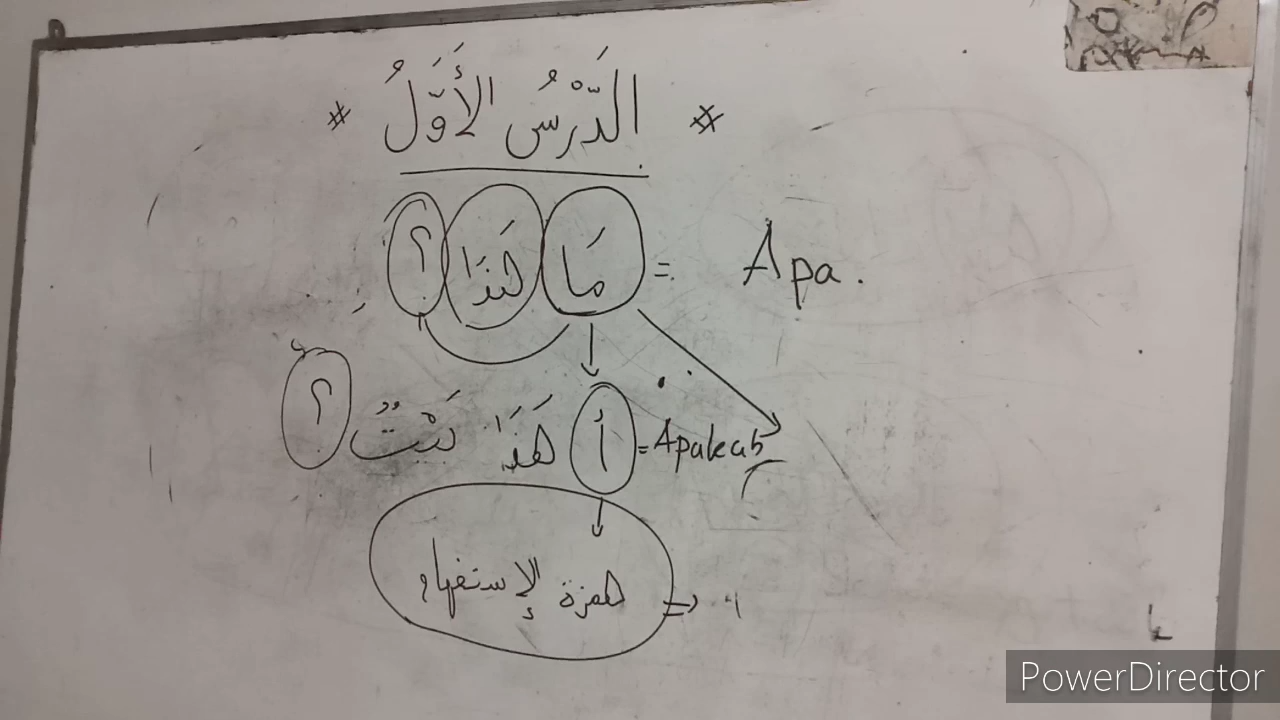 # الدَّرْسُ الأَوَّلُ #
مَا هَذَا ؟ = Apa.
أَ هَذَا بَيْتٌ ؟ = Apakah
همزة الإستفهام =>
PowerDirector